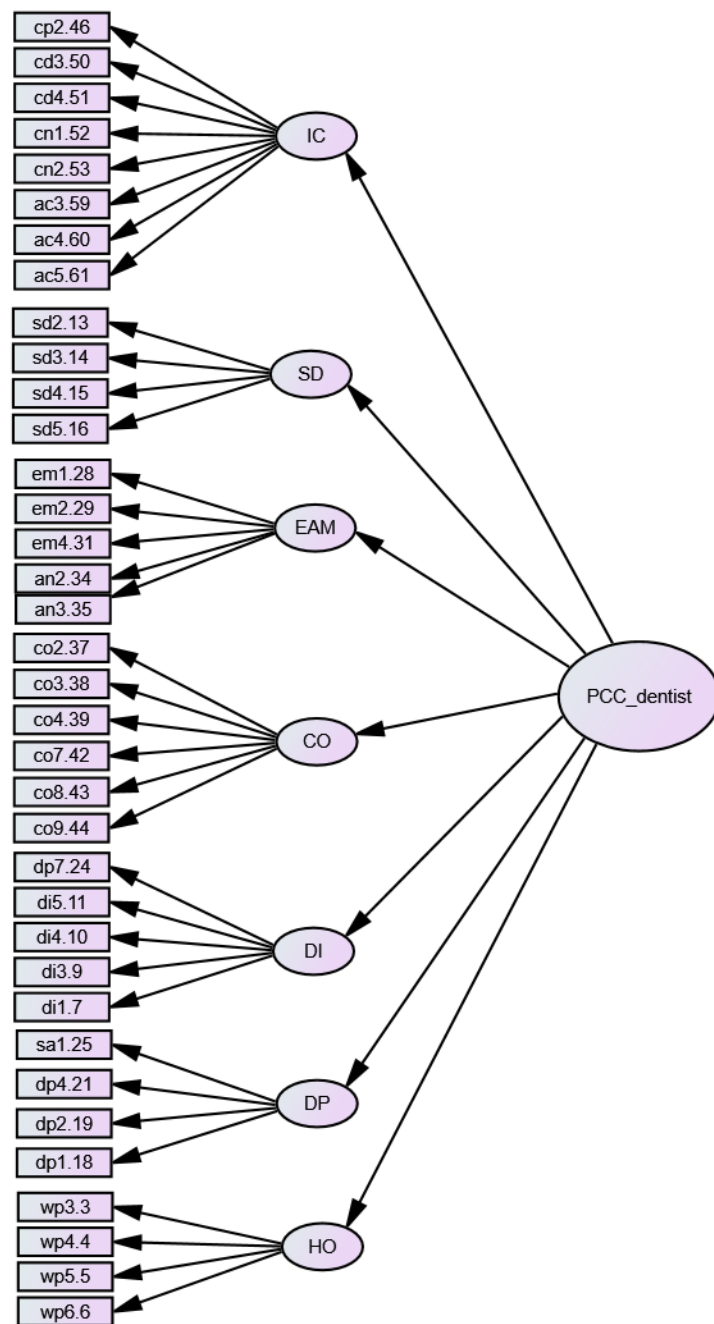 cp2.46
cd3.50
cd4.51
cn1.52
cn2.53
ac3.59
ac4.60
ac5.61
IC
sd2.13
sd3.14
sd4.15
sd5.16
SD
em1.28
em2.29
em4.31
an2.34
an3.35
EAM
co2.37
co3.38
co4.39
co7.42
co8.43
co9.44
CO
PCC_dentist
dp7.24
di5.11
di4.10
di3.9
di1.7
DI
sa1.25
dp4.21
dp2.19
dp1.18
DP
wp3.3
wp4.4
wp5.5
wp6.6
HO